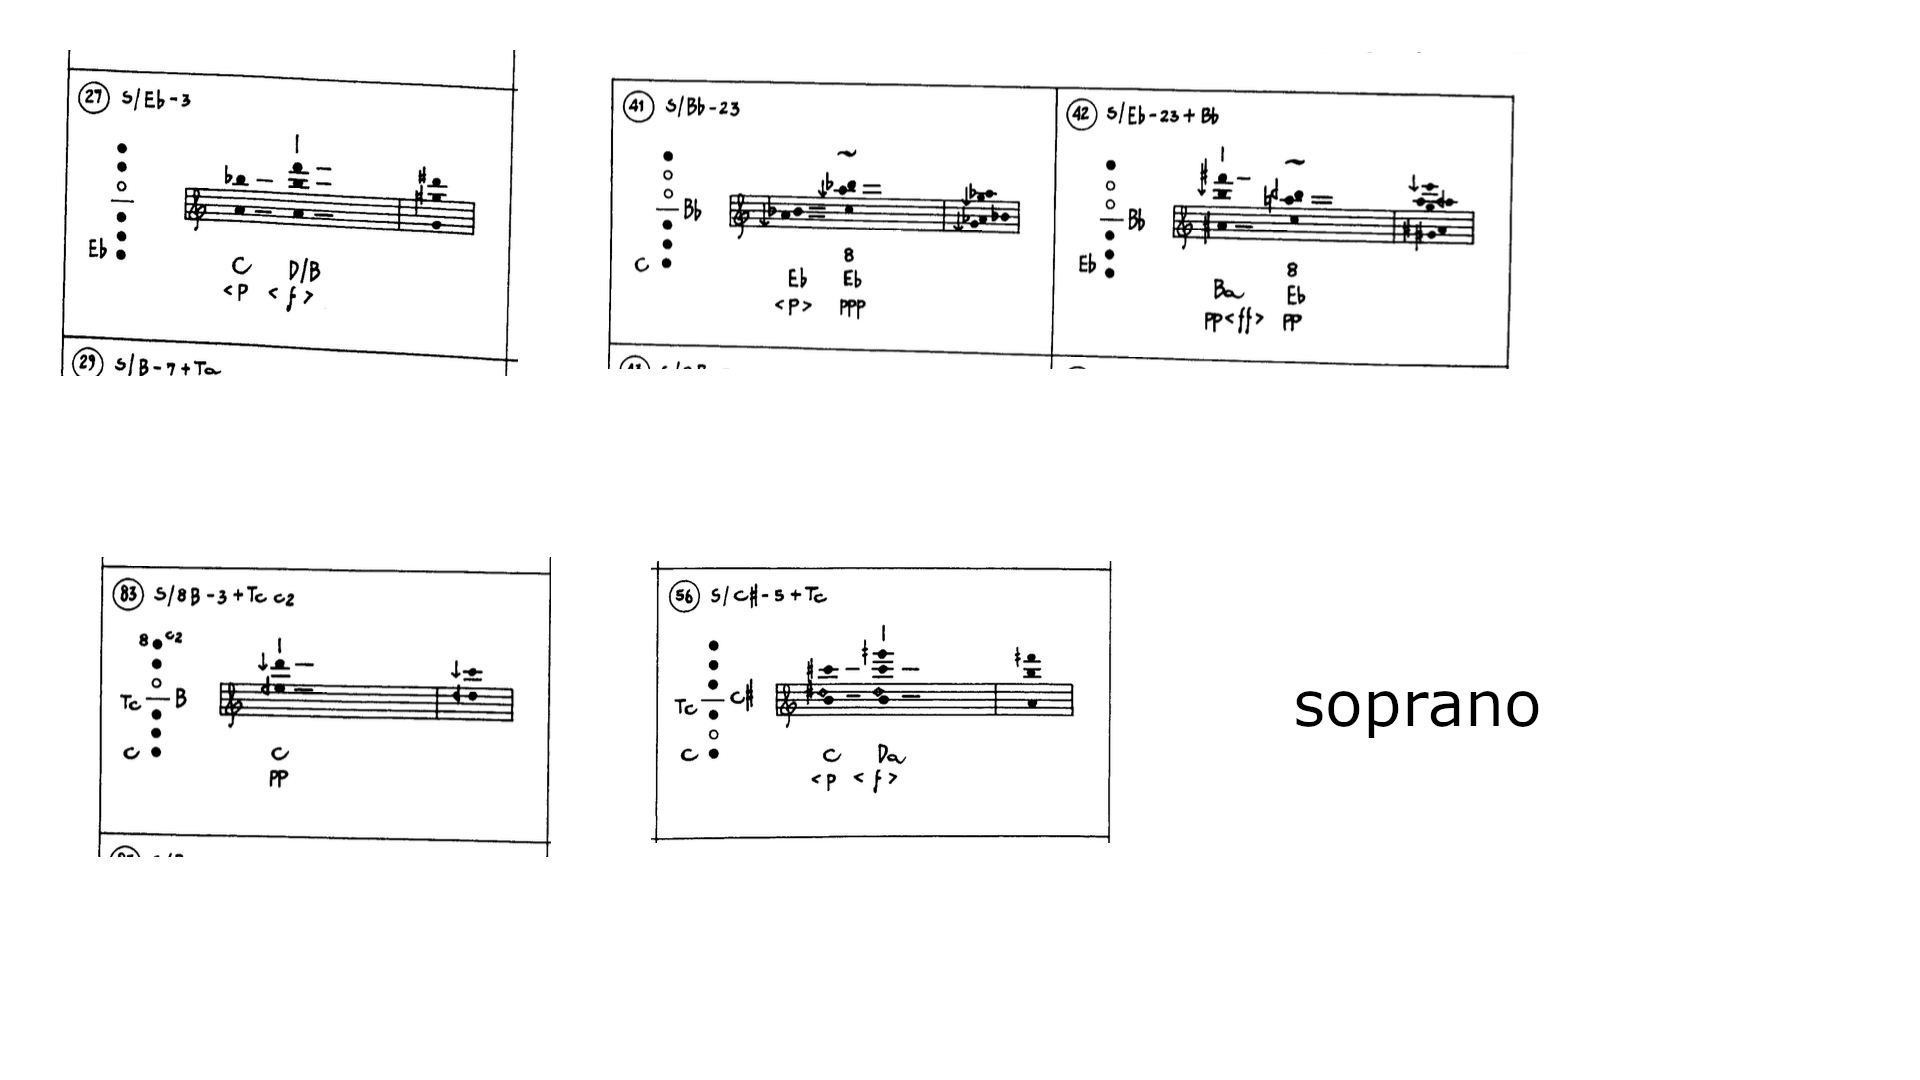 27 S/Eb-3
Eb
C D/B
<P <f>
29 S/B-7+Ta
41 S/Bb-23
Bb
C
8
Eb Eb
<P> PPP
42 S/Eb-23+Bb
Bb
Eb
8
Ba Eb
PP<ff> PP
83 S/8B-3+Tc C2
8 C2
Tc B
C
C
PP
56 S/C#-5+Tc
Tc C#
C
C Da
<P <f>
soprano